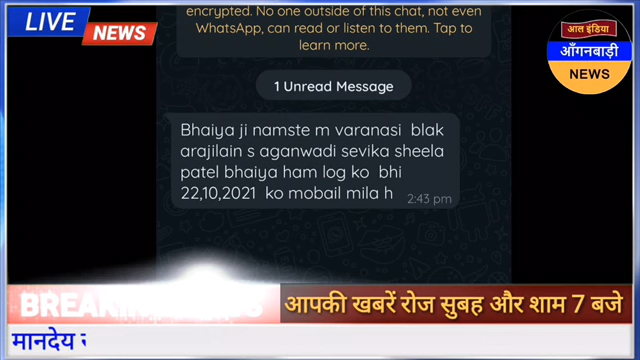 LIVE
NEWS
encrypted. No one outside of this chat, not even
WhatsApp, can read or listen to them. Tap to
learn more.
आल इंडिया
आँगनबाड़ी
NEWS
1 Unread Message
Bhaiya ji namste m varanasi blak
arajilain s aganwadi sevika sheela
patel bhaiya ham log ko bhi
22,10,2021 ko mobail mila h
2:43 pm
BREAKING NEWS
आपकी खबरें रोज सुबह और शाम 7 बजे
मानदेय